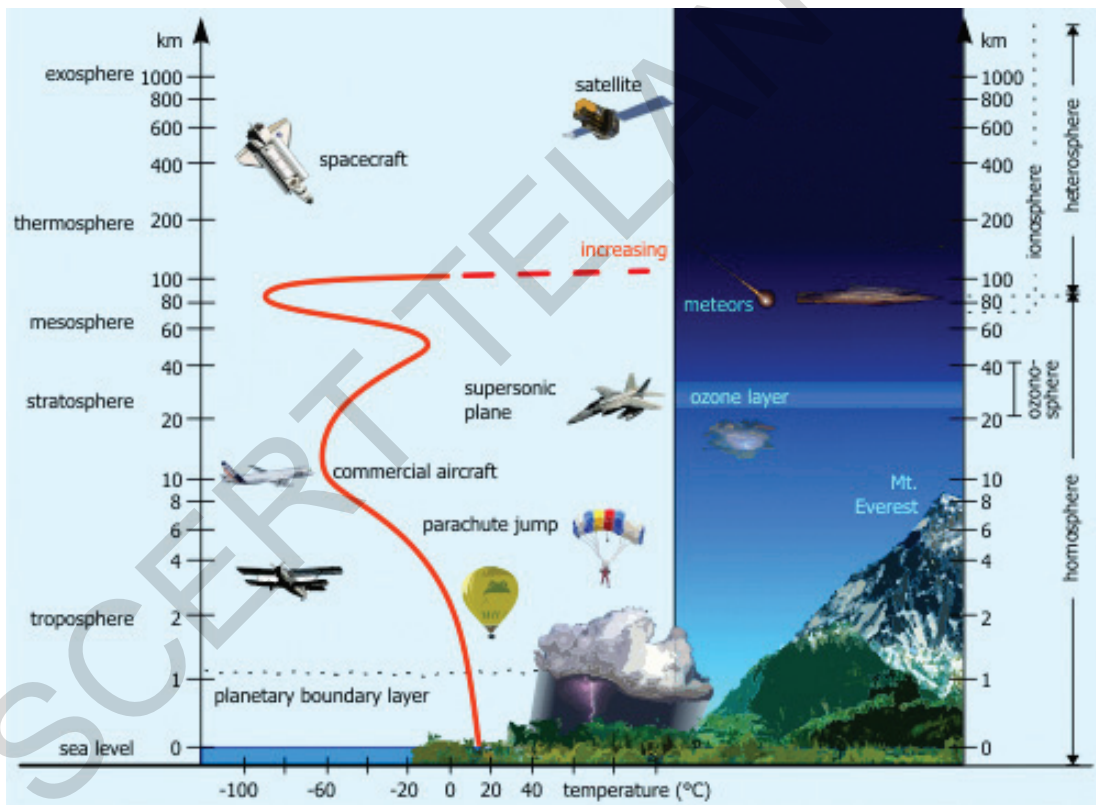 km
exosphere 1000
800
600
400
thermosphere 200
100
80
mesosphere 60
40
stratosphere
20
10
8
6
4
troposphere 2
1
sea level 0
satellite
spacecraft
increasing
supersonic
plane
commercial aircraft
parachute jump
planetary boundary layer
-100 -60 -20 0 20 40 temperature (°C)
meteors
ozone layer
Mt.
Everest
km
1000
800
600
400
200
100
80
60
40
20
10
8
6
4
2
1
0
ionosphere
ozono-
sphere
heterosphere
homosphere
SCERT TELAN